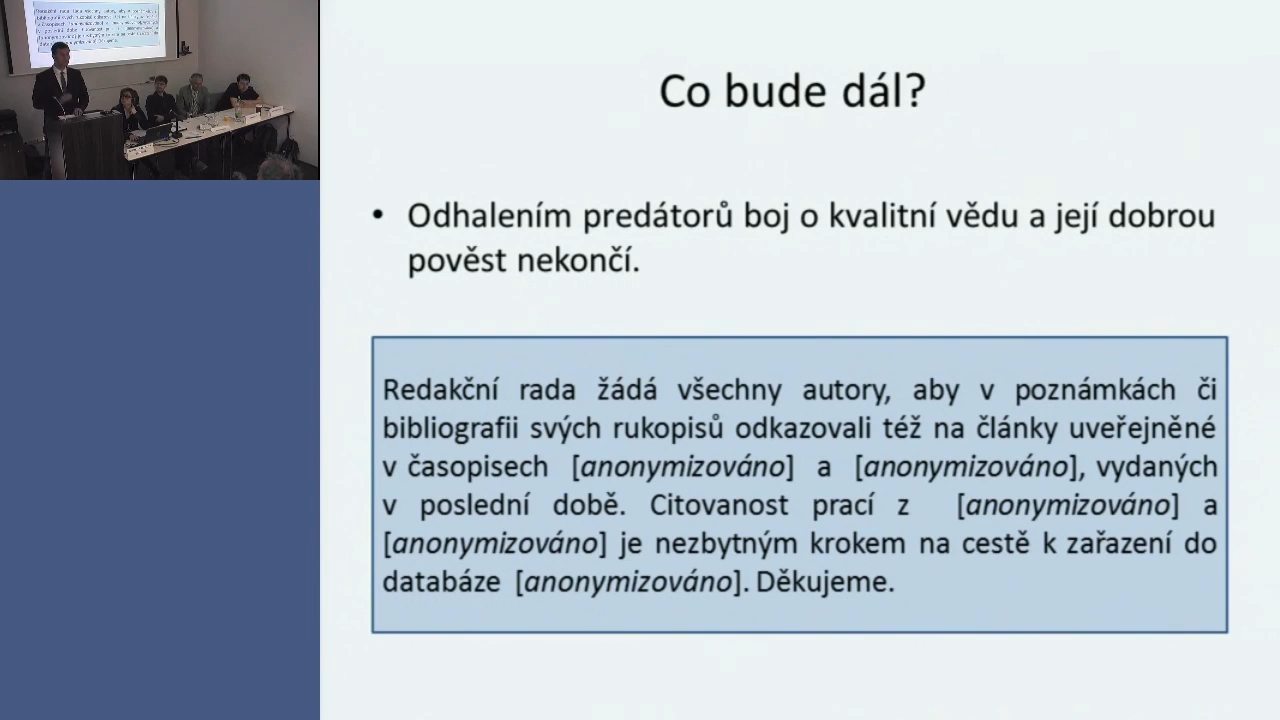 Co bude dál?
• Odhalením predátorů boj o kvalitní vědu a její dobrou
pověst nekončí.
Redakční rada žádá všechny autory, aby v poznámkách či
bibliografii svých rukopisů odkazovali též na články uveřejněné
v časopisech [anonymizováno] a [anonymizováno], vydaných
v poslední době. Citovanost prací z [anonymizováno] a
[anonymizováno] je nezbytným krokem na cestě k zařazení do
databáze [anonymizováno]. Děkujeme.